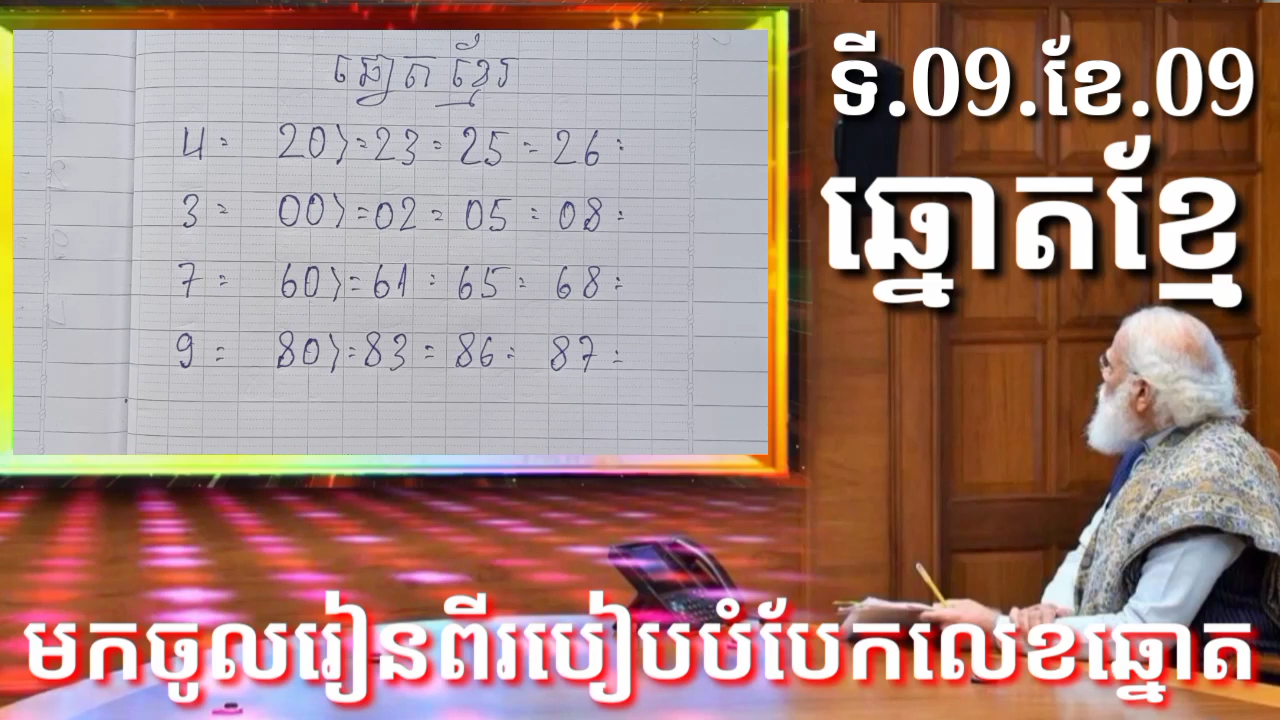 ទី.09.ខែ.09
ឆ្នោតខ្មែ
ឆ្នោត ខ្មែរ
4 = 20) = 23 = 25 = 26 :
3 = 00) = 02 = 05 = 08 :
7 = 60) = 61 = 65 = 68 :
9 = 80) = 83 = 86 = 87 :
មកចូលរៀនពីរបៀបបំបែកលេខឆ្នោត